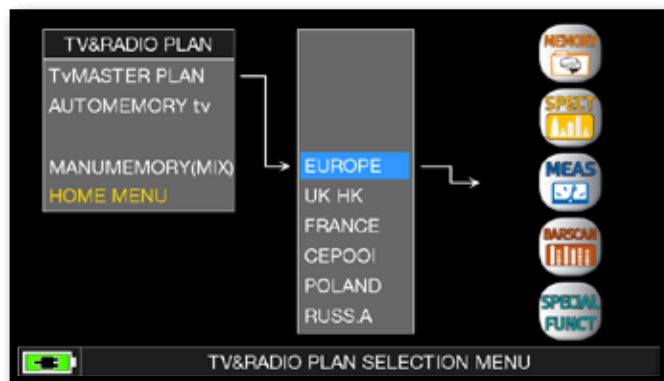 TV&RADIO PLAN
TvMASTER PLAN
AUTOMEMORY tv
MANUMEMORY(MIX)
HOME MENU
EUROPE
UK HK
FRANCE
CEPOOI
POLAND
RUSS.A
MEMORY
SPECT
MEAS
BARSCAN
SPECIAL
FUNCT
TV&RADIO PLAN SELECTION MENU